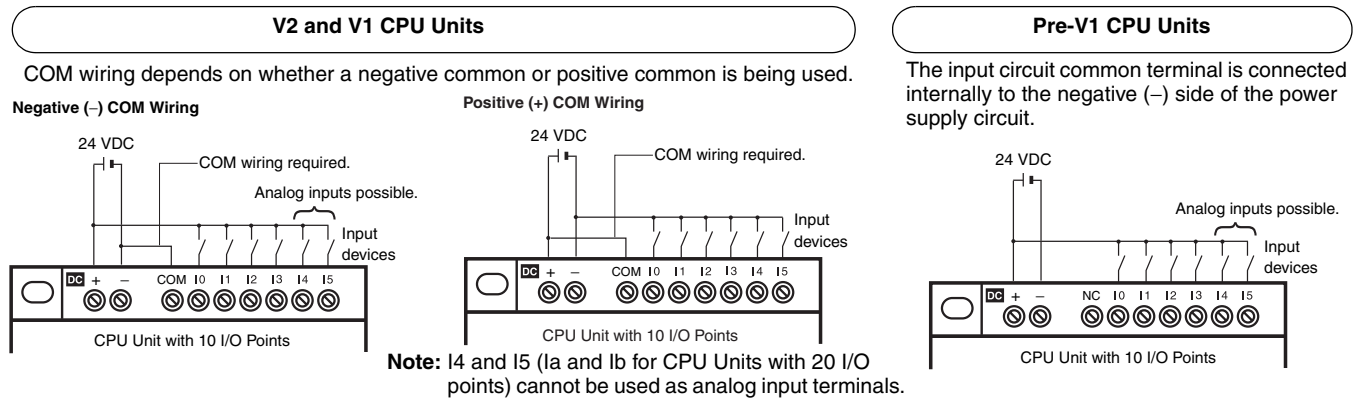 V2 and V1 CPU Units
COM wiring depends on whether a negative common or positive common is being used.
Negative (–) COM Wiring
24 VDC
COM wiring required.
Analog inputs possible.
Input
devices
DC + – COM I0 I1 I2 I3 I4 I5
CPU Unit with 10 I/O Points
Positive (+) COM Wiring
24 VDC
COM wiring required.
Input
devices
DC + – COM I0 I1 I2 I3 I4 I5
CPU Unit with 10 I/O Points
Note: I4 and I5 (Ia and Ib for CPU Units with 20 I/O
points) cannot be used as analog input terminals.
Pre-V1 CPU Units
The input circuit common terminal is connected
internally to the negative (–) side of the power
supply circuit.
24 VDC
Analog inputs possible.
Input
devices
DC + – NC I0 I1 I2 I3 I4 I5
CPU Unit with 10 I/O Points